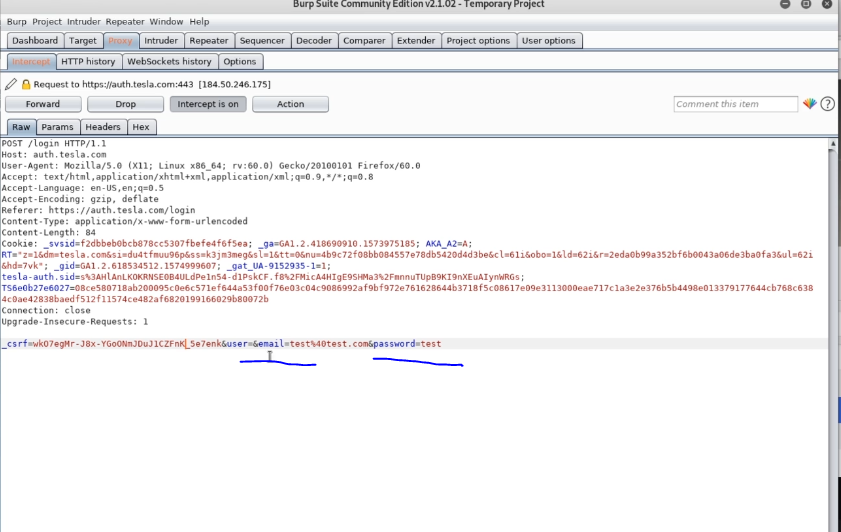 Burp Suite Community Edition v2.1.02 - Temporary Project
Burp Project Intruder Repeater Window Help
Dashboard Target Proxy Intruder Repeater Sequencer Decoder Comparer Extender Project options User options
Intercept HTTP history WebSockets history Options
Request to https://auth.tesla.com:443 [184.50.246.175]
Forward Drop Intercept is on Action Comment this item ?
Raw Params Headers Hex
POST /login HTTP/1.1
Host: auth.tesla.com
User-Agent: Mozilla/5.0 (X11; Linux x86_64; rv:60.0) Gecko/20100101 Firefox/60.0
Accept: text/html,application/xhtml+xml,application/xml;q=0.9,*/*;q=0.8
Accept-Language: en-US,en;q=0.5
Accept-Encoding: gzip, deflate
Referer: https://auth.tesla.com/login
Content-Type: application/x-www-form-urlencoded
Content-Length: 84
Cookie: _svsid=f2dbbeb0bcb878cc5307fbefe4f6f5ea; _ga=GA1.2.418690910.1573975185; AKA_A2=A;
RT="z=1&dm=tesla.com&si=du4tfmuu96p&ss=k3jm3meg&sl=1&tt=0&nu=4b9c72f08bb084557e78db5420d4d3be&cl=61i&obo=1&ld=62i&r=2eda0b99a352bf6b0043a06de3ba0fa3&ul=62i
&hd=7vk"; _gid=GA1.2.618534512.1574999607; _gat_UA-9152935-1=1;
tesla-auth.sid=s%3AHlAnLKOKRNSE0B4ULdPe1n54-d1PskCF.f8%2FMicA4HIgE9SHMa3%2FmnnuTUpB9KI9nXEuAIynWRGs;
TS6e0b27e6027=08ce580718ab200095c0e6c571ef644a53f00f76e03c04c9086992af9bf972e761628644b3718f5c08617e09e3113000eae717c1a3e2e376b5b4498e013379177644cb768c638
4c0ae42838baedf512f11574ce482af6820199166029b80072b
Connection: close
Upgrade-Insecure-Requests: 1
_csrf=wkO7egMr-J8x-YGoONmJDuJ1CZFnK_5e7enk&user=&email=test%40test.com&password=test